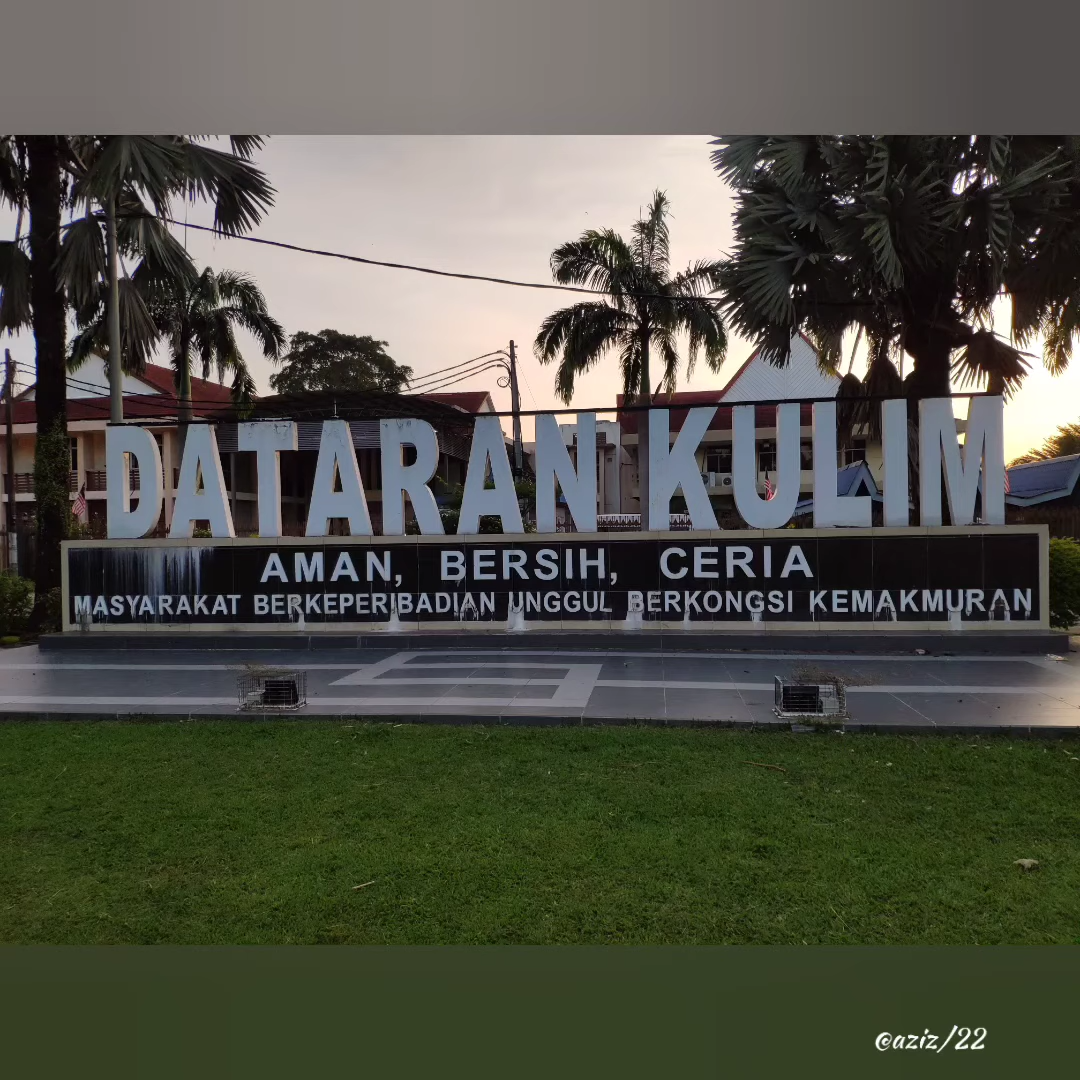 DATARAN KULIM
AMAN, BERSIH, CERIA
MASYARAKAT BERKEPERIBADIAN UNGGUL BERKONGSI KEMAKMURAN
@aziz/22